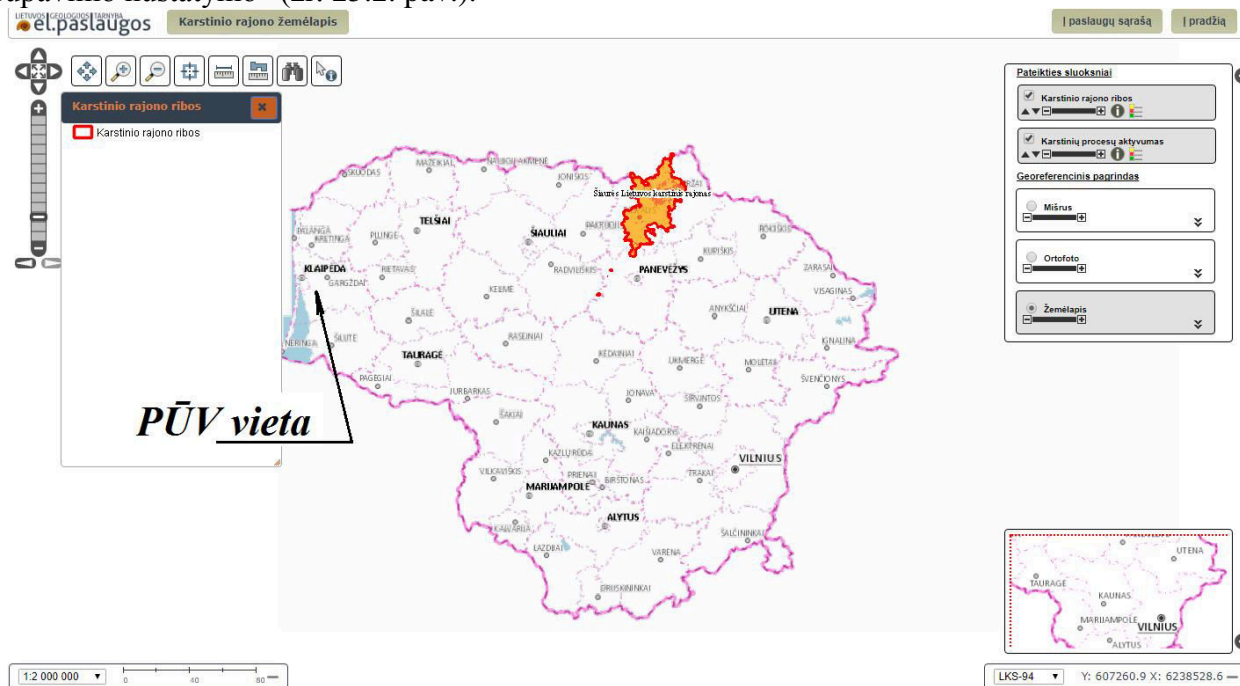 LIETUVOS GEOLOGIJOS TARNYBA
el.paslaugos
Karstinio rajono žemėlapis
Į paslaugų sąrašą
Į pradžią
Karstinio rajono ribos
Karstinio rajono ribos
Pateikties sluoksniai
Karstinio rajono ribos
Karstinių procesų aktyvumas
Georeferencinis pagrindas
Mišrus
Ortofoto
Žemėlapis
SKUODAS
MAŽEIKIAI
NAUJOJI AKMENĖ
JONIŠKIS
Šiaurės Lietuvos karstinis rajonas
PALANGA
KRETINGA
PLUNGĖ
TELŠIAI
ŠIAULIAI
ROKIŠKIS
KUPIŠKIS
KLAIPĖDA
GARGŽDAI
RIETAVAS
RADVILIŠKIS
PANEVĖŽYS
ZARASAI
VISAGINAS
KELMĖ
ŠILALĖ
ANYKŠČIAI
UTENA
IGNALINA
NERINGA
ŠILUTĖ
TAURAGĖ
RASEINIAI
KĖDAINIAI
UKMERGĖ
MOLĖTAI
ŠVENČIONYS
PAGĖGIAI
JURBARKAS
JONAVA
ŠIRVINTOS
PŪV vieta
ŠAKIAI
KAUNAS
KAIŠIADORYS
ELEKTRĖNAI
KAZLŲ RŪDA
VILNIUS
VILKAVIŠKIS
PRIENAI
BIRŠTONAS
TRAKAI
MARIJAMPOLĖ
KALVARIJA
ALYTUS
ŠALČININKAI
LAZDIJAI
VARĖNA
DRUSKININKAI
UTENA
TAURAGĖ
KAUNAS
MARIJAMPOLĖ
VILNIUS
ALYTUS
1:2 000 000
0 40 80
LKS-94
Y: 607260.9 X: 6238528.6